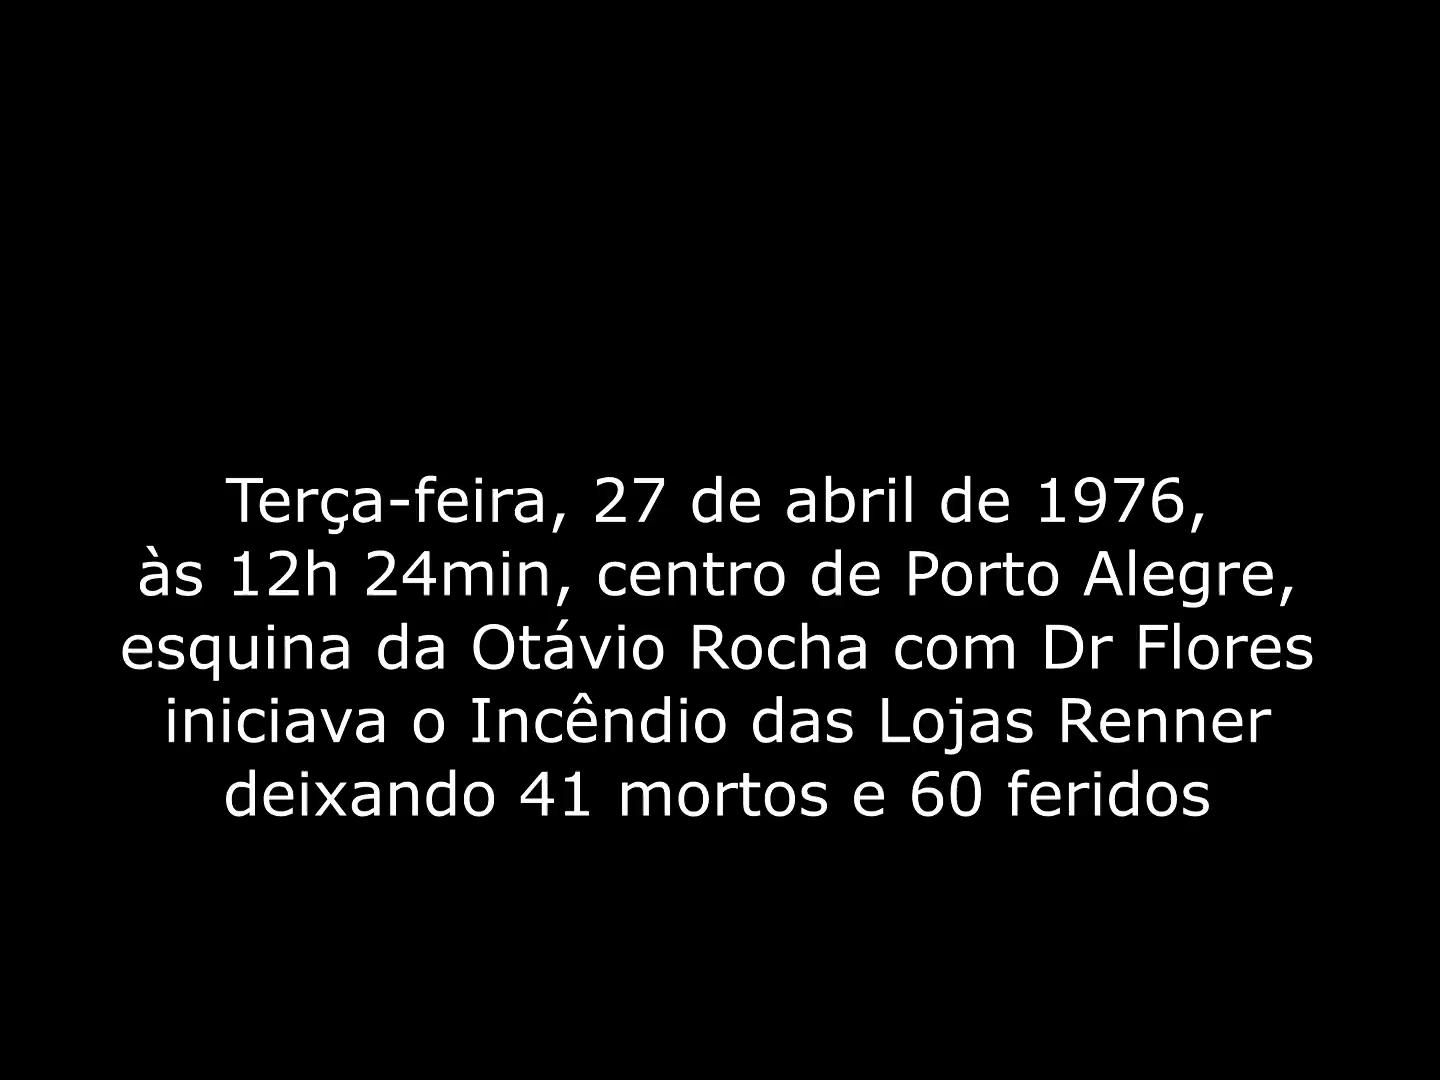 Terça-feira, 27 de abril de 1976,
às 12h 24min, centro de Porto Alegre,
esquina da Otávio Rocha com Dr Flores
iniciava o Incêndio das Lojas Renner
deixando 41 mortos e 60 feridos